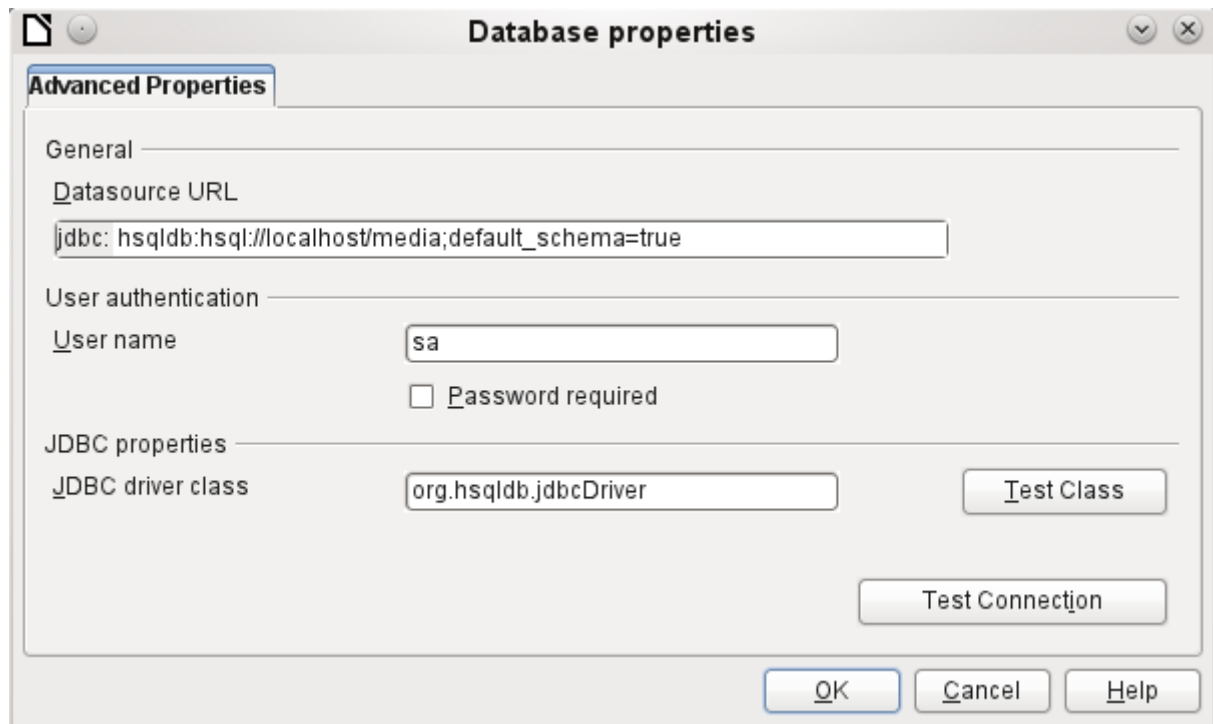 Database properties
Advanced Properties
General
Datasource URL
jdbc: hsqldb:hsql://localhost/media;default_schema=true
User authentication
User name
sa
Password required
JDBC properties
JDBC driver class
org.hsqldb.jdbcDriver
Test Class
Test Connection
OK
Cancel
Help